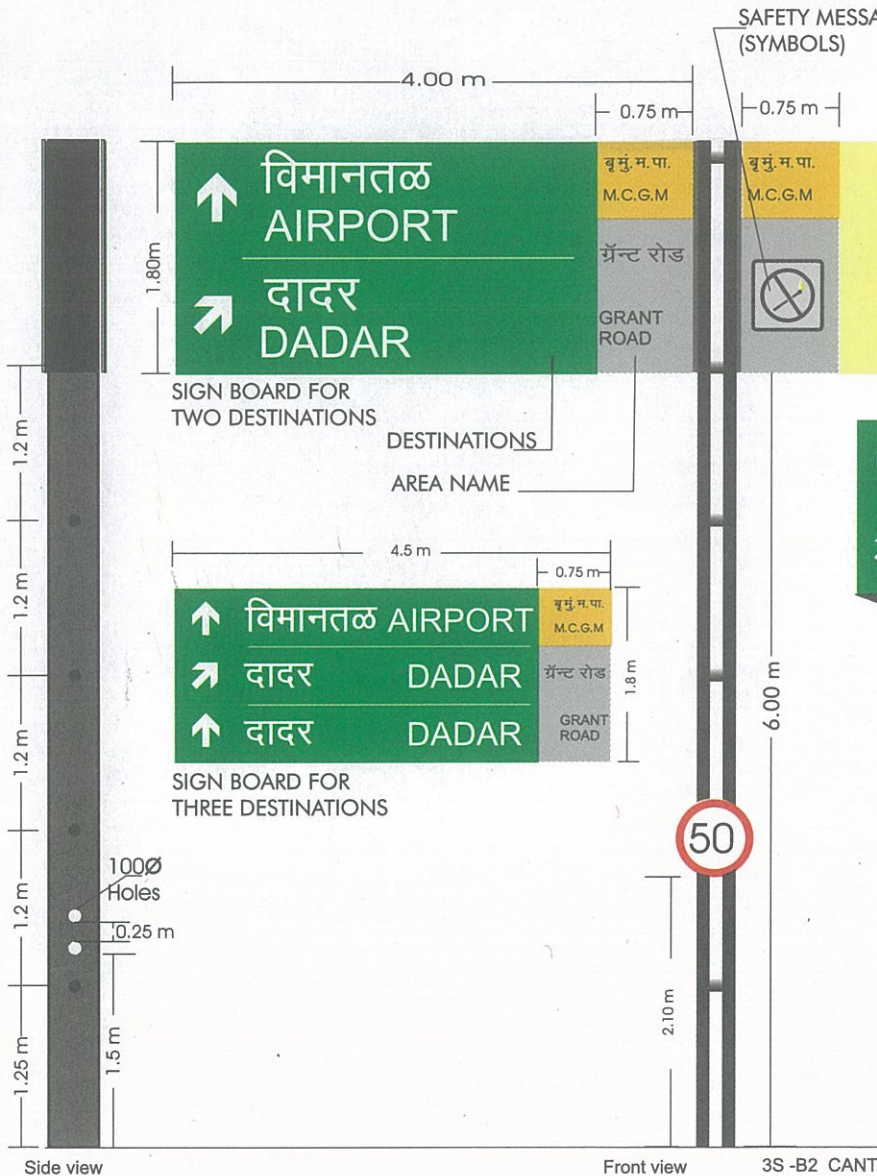 SAFETY MESSA
(SYMBOLS)
4.00 m
0.75 m
0.75 m
विमानतळ
AIRPORT
दादर
DADAR
बृमुं.म.पा.
M.C.G.M
ग्रॅन्ट रोड
GRANT
ROAD
बृमुं.म.पा.
M.C.G.M
1.80m
SIGN BOARD FOR
TWO DESTINATIONS
DESTINATIONS
AREA NAME
1.2 m
1.2 m
1.2 m
1.2 m
1.25 m
4.5 m
0.75 m
विमानतळ AIRPORT
दादर DADAR
दादर DADAR
बृमुं.म.पा.
M.C.G.M
ग्रॅन्ट रोड
GRANT
ROAD
1.8 m
SIGN BOARD FOR
THREE DESTINATIONS
6.00 m
50
100Ø
Holes
0.25 m
1.5 m
2.10 m
Side view
Front view
3S -B2 CANT